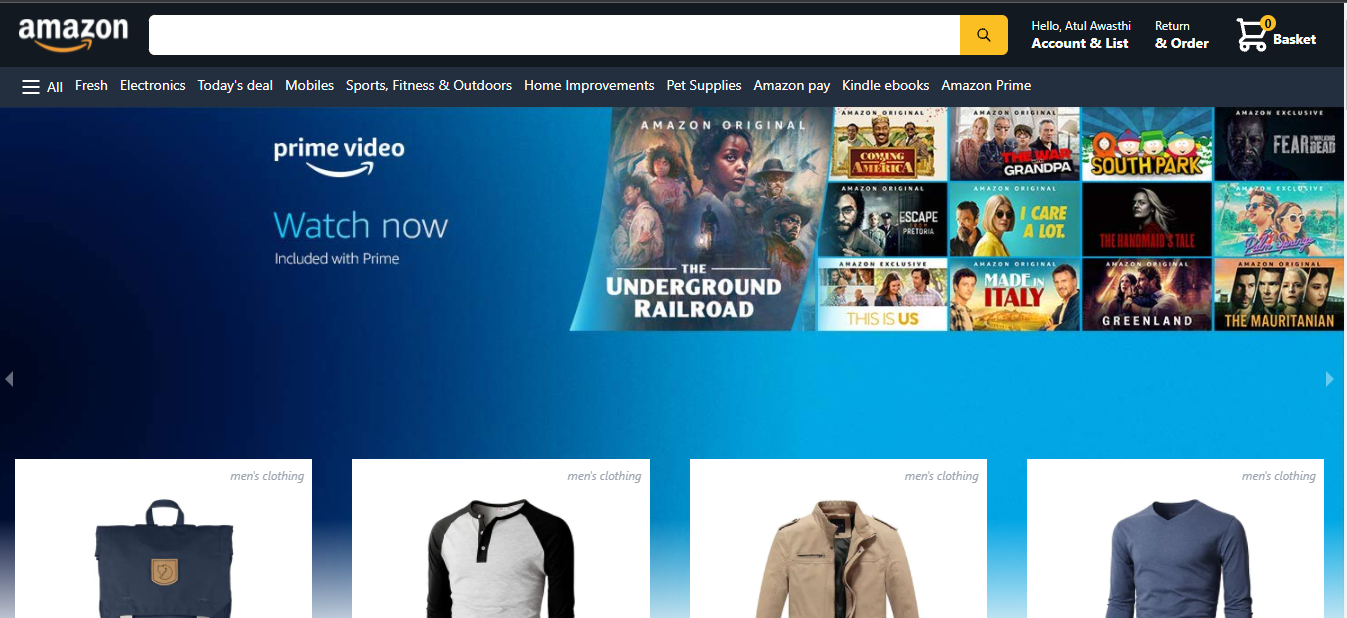 amazon
Hello, Atul Awasthi
Account & List
Return
& Order
0
Basket
All Fresh Electronics Today's deal Mobiles Sports, Fitness & Outdoors Home Improvements Pet Supplies Amazon pay Kindle ebooks Amazon Prime
prime video
Watch now
Included with Prime
AMAZON ORIGINAL
THE
UNDERGROUND
RAILROAD
AMAZON ORIGINAL
COMING
2
AMERICA
AMAZON ORIGINAL
THE WAR
GRANDPA
SOUTH PARK
AMAZON EXCLUSIVE
FEAR THE WALKING
DEAD
AMAZON ORIGINAL
ESCAPE
FROM
PRETORIA
AMAZON ORIGINAL
I CARE
A LOT.
THE HANDMAID'S TALE
AMAZON EXCLUSIVE
Palm Springs
AMAZON EXCLUSIVE
THIS IS US
AMAZON ORIGINAL
MADE IN
ITALY
AMAZON ORIGINAL
GREENLAND
AMAZON ORIGINAL
THE MAURITANIAN
men's clothing
men's clothing
men's clothing
men's clothing